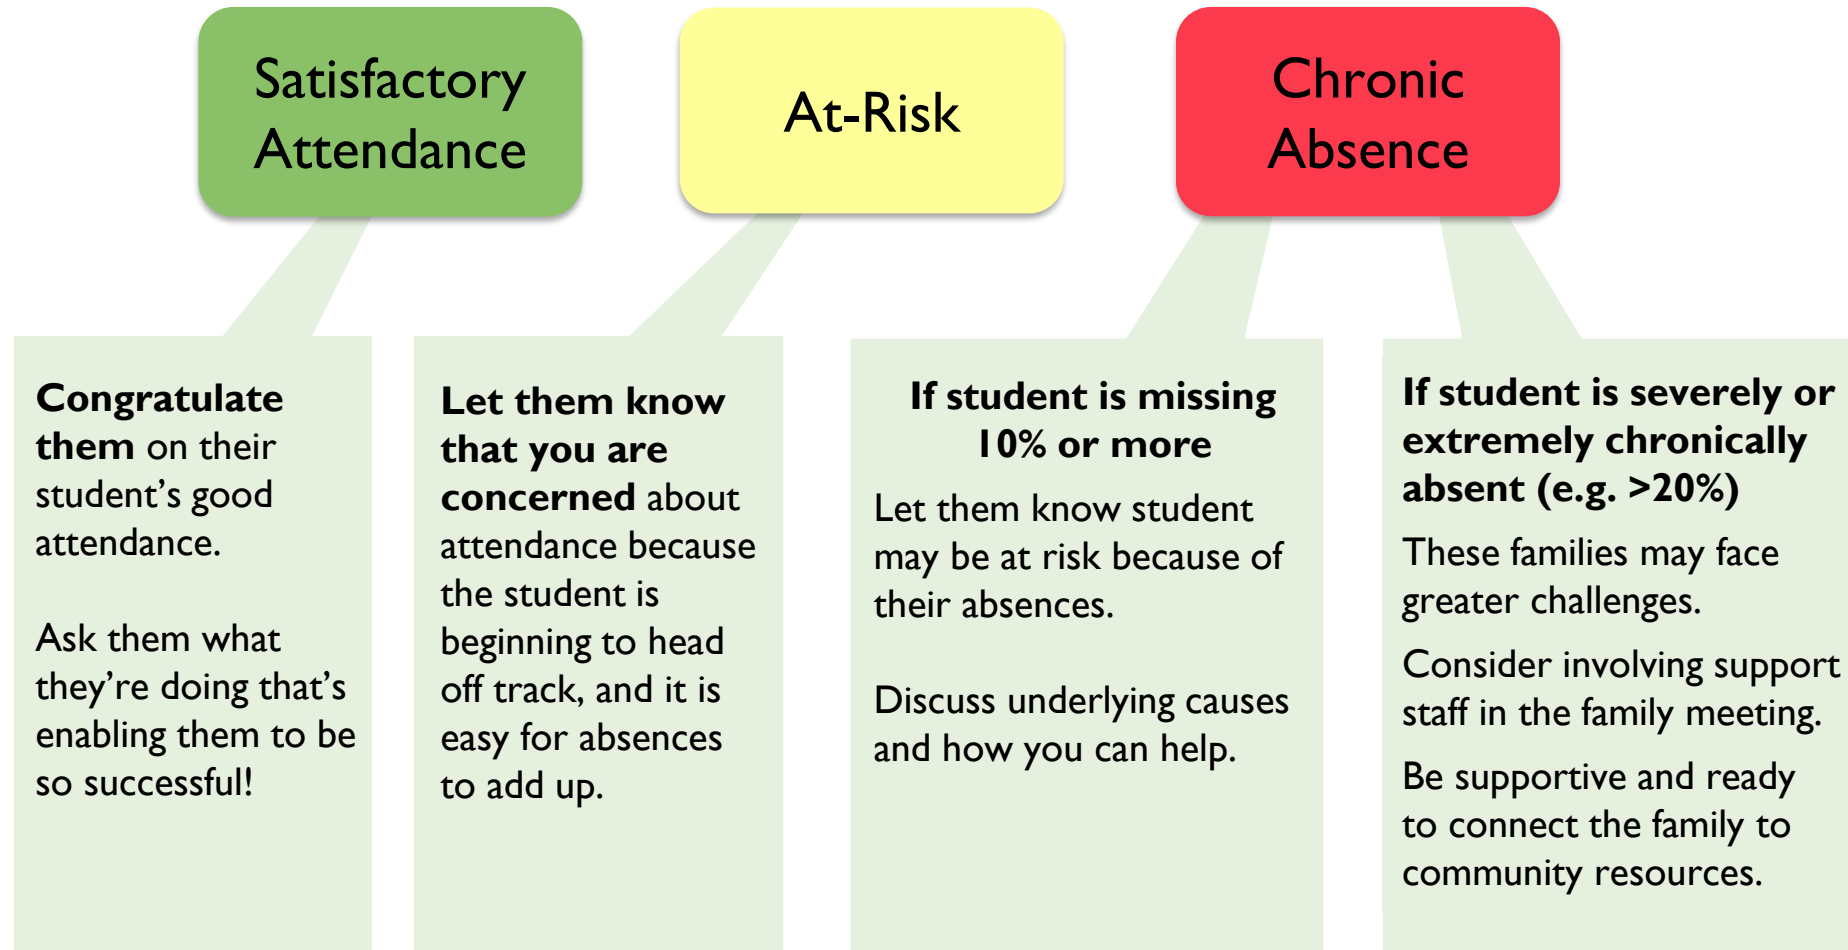 Satisfactory
Attendance
At-Risk
Chronic
Absence
Congratulate
them on their
student’s good
attendance.
Ask them what
they’re doing that’s
enabling them to be
so successful!
Let them know
that you are
concerned about
attendance because
the student is
beginning to head
off track, and it is
easy for absences
to add up.
If student is missing
10% or more
Let them know student
may be at risk because of
their absences.
Discuss underlying causes
and how you can help.
If student is severely or
extremely chronically
absent (e.g. >20%)
These families may face
greater challenges.
Consider involving support
staff in the family meeting.
Be supportive and ready
to connect the family to
community resources.